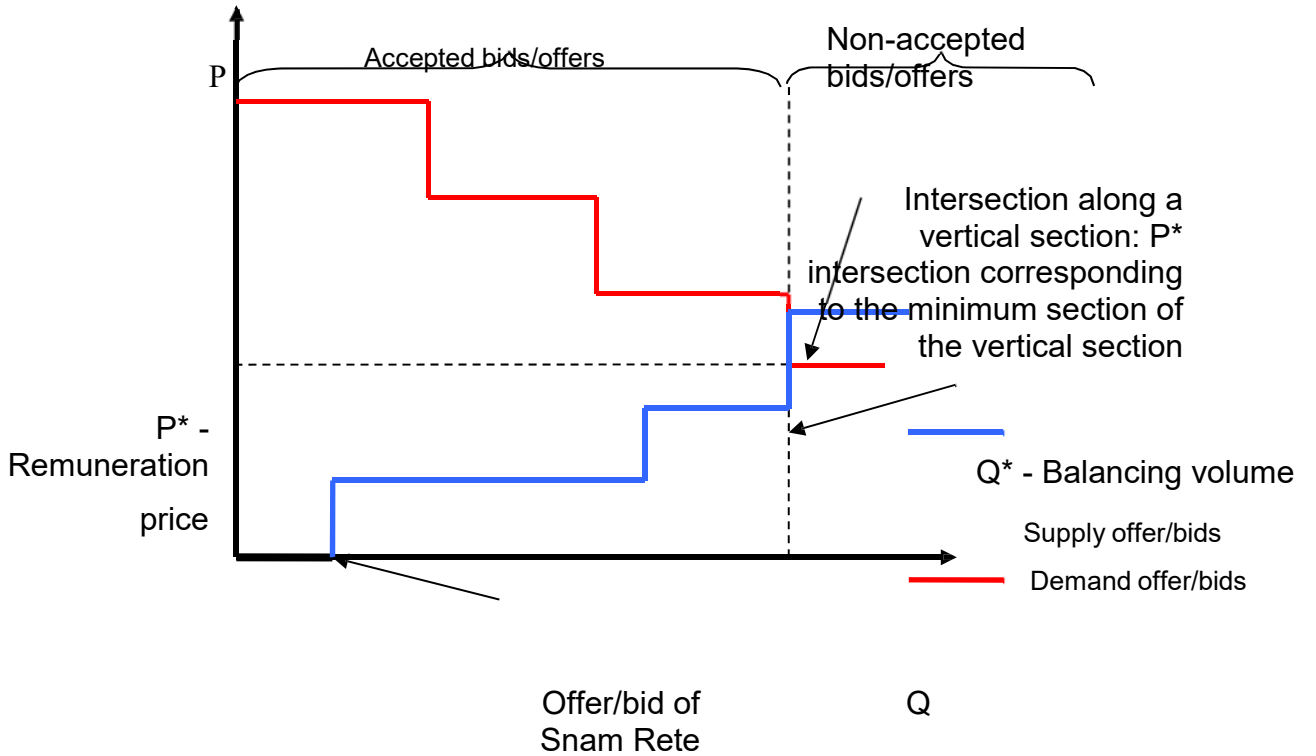 Accepted bids/offers
Non-accepted
bids/offers
P
Intersection along a
vertical section: P*
intersection corresponding
to the minimum section of
the vertical section
P* -
Remuneration
price
Q* - Balancing volume
Supply offer/bids
Demand offer/bids
Offer/bid of
Snam Rete
Q